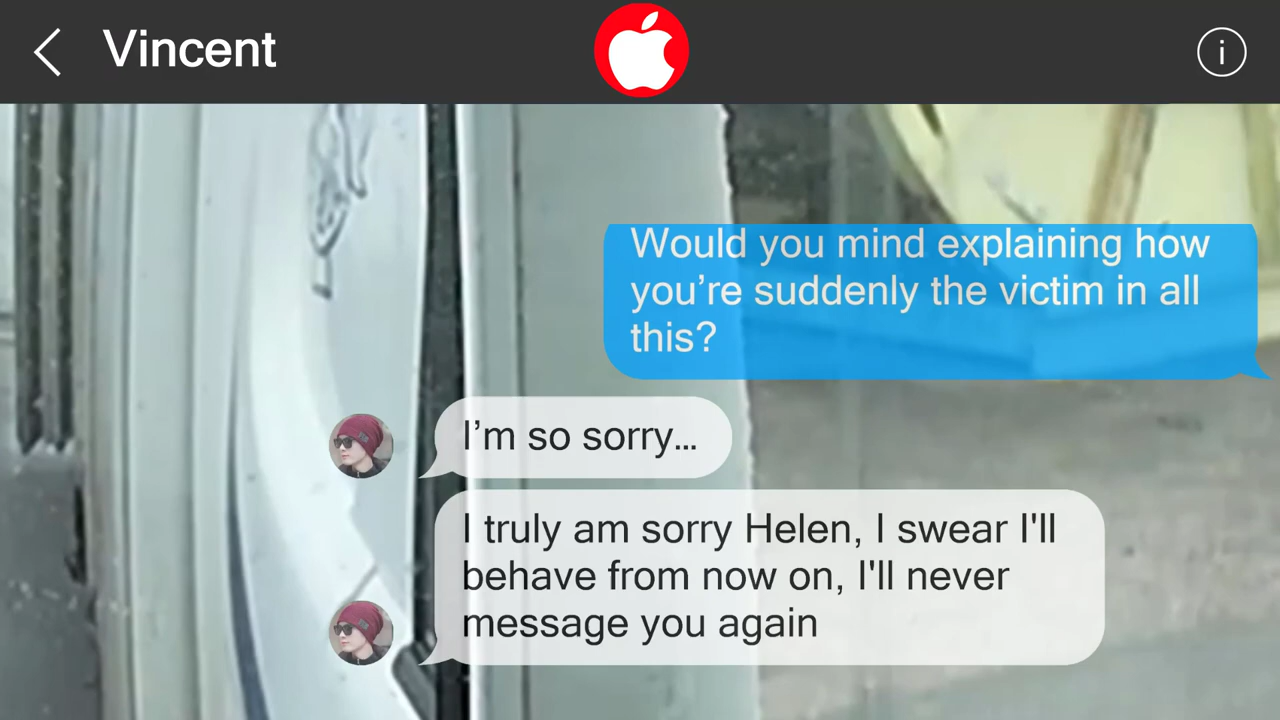 Vincent
i
Would you mind explaining how
you’re suddenly the victim in all
this?
I’m so sorry...
I truly am sorry Helen, I swear I'll
behave from now on, I'll never
message you again